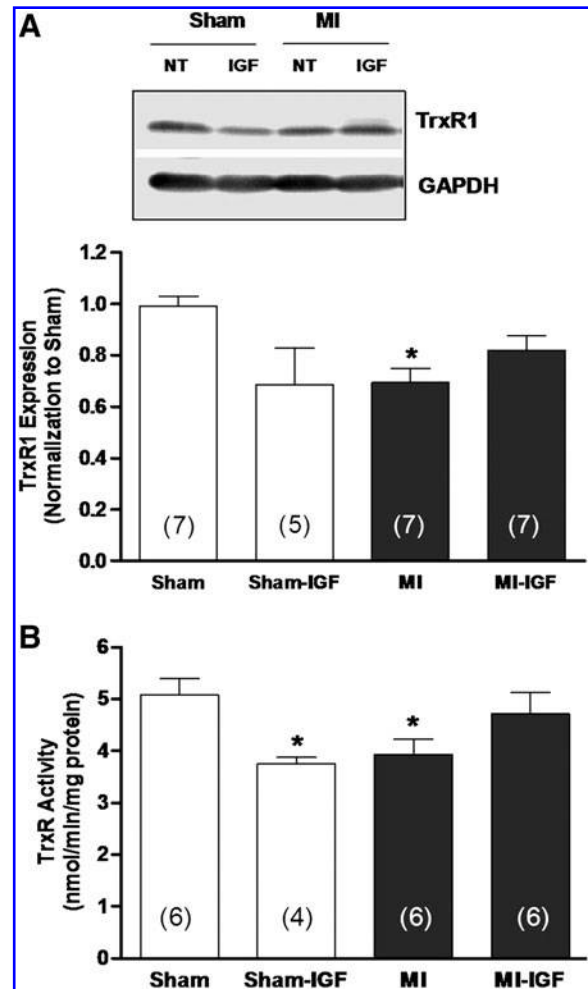 A
Sham MI
NT IGF NT IGF
TrxR1
GAPDH
TrxR1 Expression
(Normalization to Sham)
1.2
1.0
0.8
0.6
0.4
0.2
0.0
*
(7) (5) (7) (7)
Sham Sham-IGF MI MI-IGF
B
TrxR Activity
(nmol/min/mg protein)
6
5
4
3
2
1
0
* *
(6) (4) (6) (6)
Sham Sham-IGF MI MI-IGF